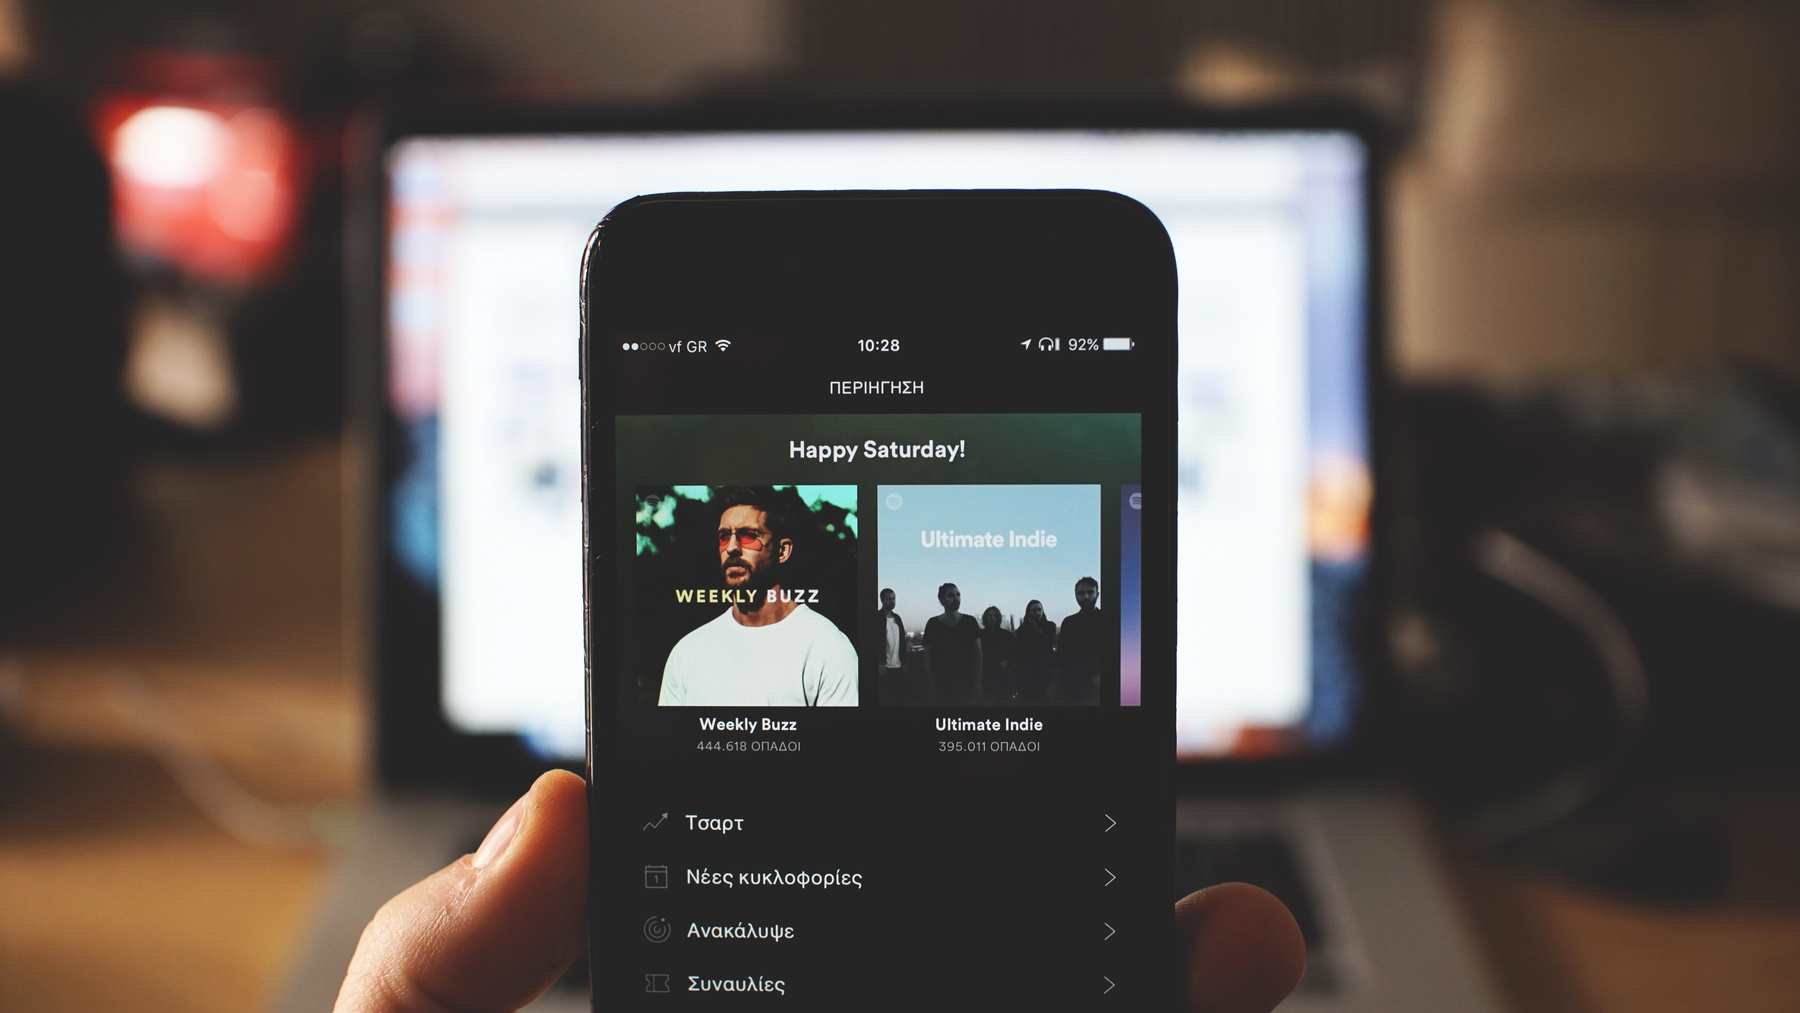 vf GR 10:28 92%
ΠΕΡΙΗΓΗΣΗ
Happy Saturday!
WEEKLY BUZZ
Ultimate Indie
Weekly Buzz
444.618 ΟΠΑΔΟΙ
Ultimate Indie
395.011 ΟΠΑΔΟΙ
Τσαρτ
1
Νέες κυκλοφορίες
Ανακάλυψε
Συναυλίες